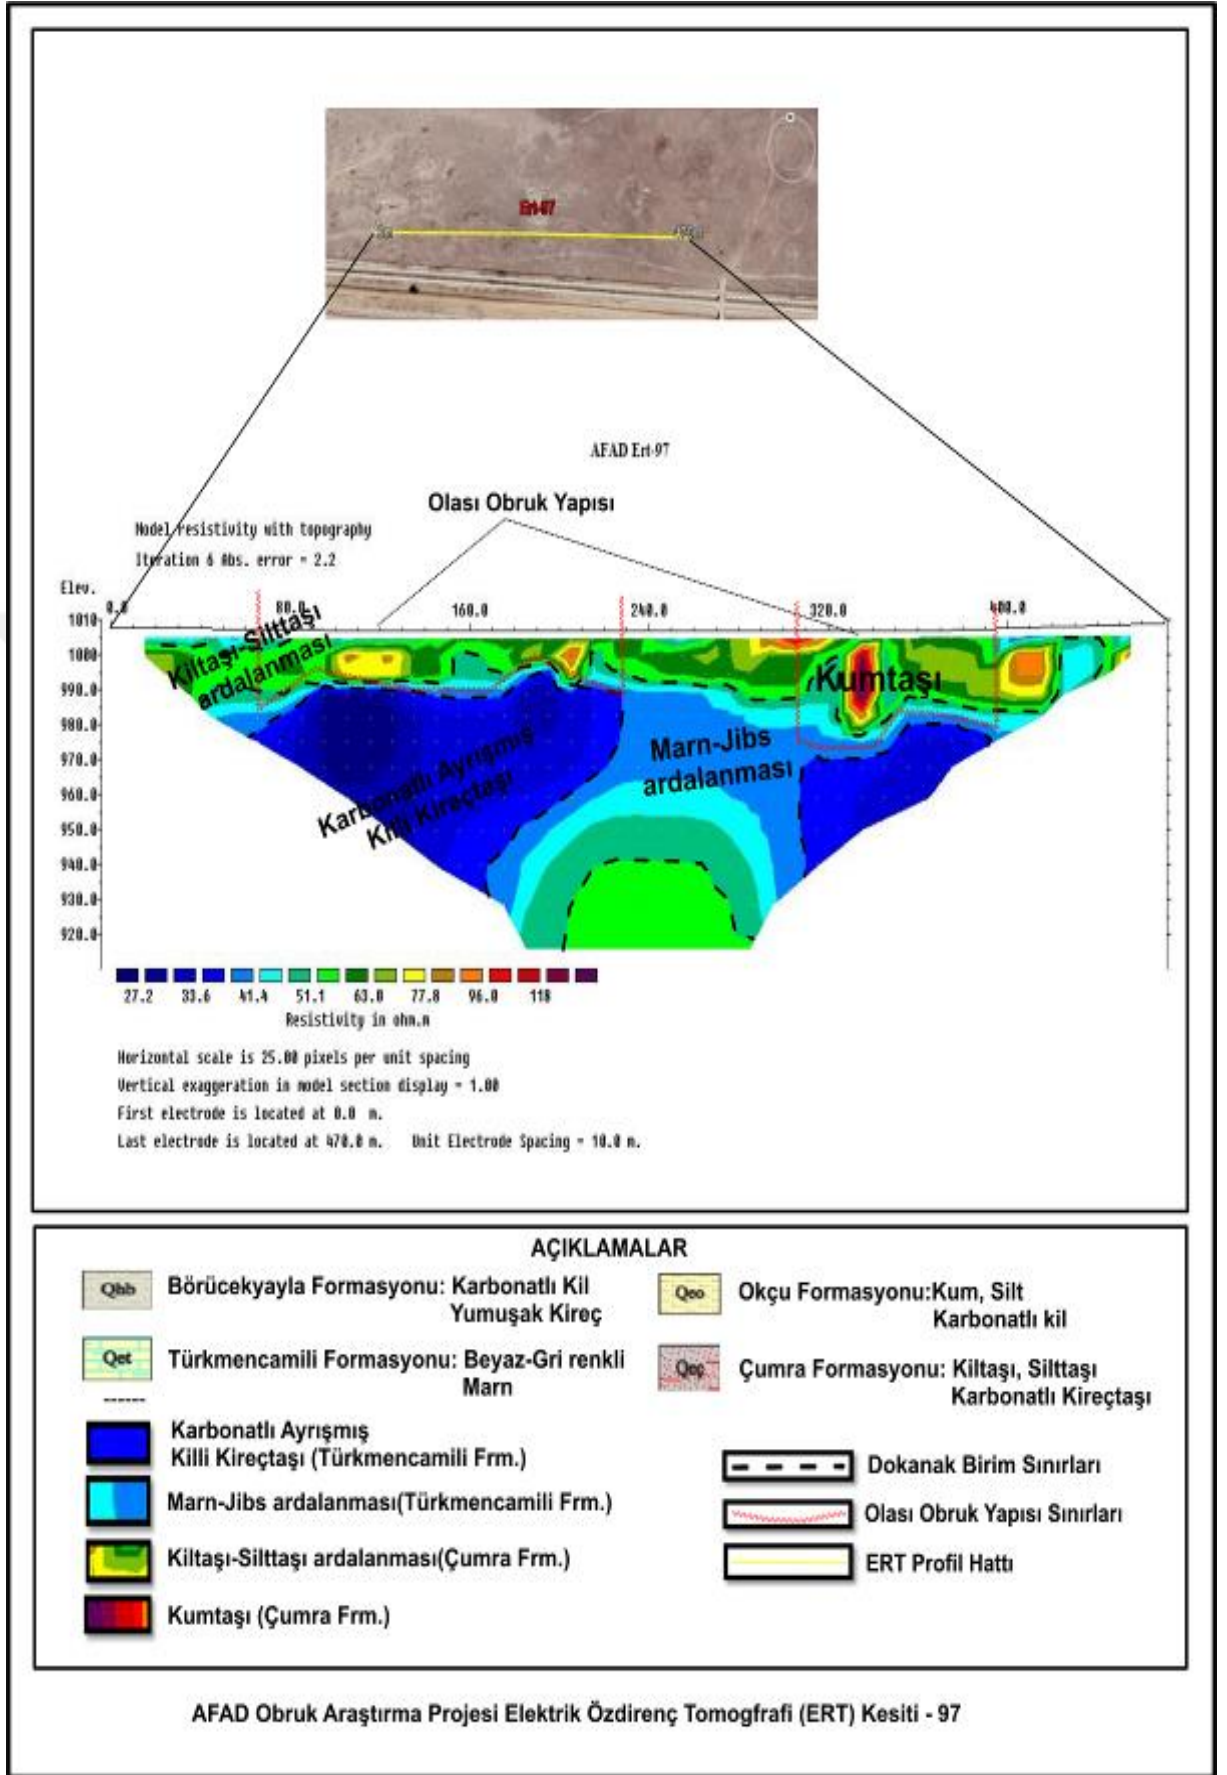 Ert-97
AFAD Ert-97
Olası Obruk Yapısı
Model resistivity with topography
Iteration 6 Abs. error = 2.2
Elev.
0.0 80.0 160.0 240.0 320.0 400.0
1010
1000
990.0
980.0
970.0
960.0
950.0
940.0
930.0
920.0
Kiltaşı-Silttaşı
ardalanması
Kumtaşı
Marn-Jibs
ardalanması
Karbonatlı Ayrışmış
Killi Kireçtaşı
27.2 33.6 41.4 51.1 63.0 77.8 96.0 118
Resistivity in ohm.m
Horizontal scale is 25.00 pixels per unit spacing
Vertical exaggeration in model section display = 1.00
First electrode is located at 0.0 m.
Last electrode is located at 470.0 m. Unit Electrode Spacing = 10.0 m.
AÇIKLAMALAR
Qhb Börücekyayla Formasyonu: Karbonatlı Kil
Yumuşak Kireç
Qet Türkmencamili Formasyonu: Beyaz-Gri renkli
Marn
Karbonatlı Ayrışmış
Killi Kireçtaşı (Türkmencamili Frm.)
Marn-Jibs ardalanması(Türkmencamili Frm.)
Kiltaşı-Silttaşı ardalanması(Çumra Frm.)
Kumtaşı (Çumra Frm.)
Qeo Okçu Formasyonu:Kum, Silt
Karbonatlı kil
Qeç Çumra Formasyonu: Kiltaşı, Silttaşı
Karbonatlı Kireçtaşı
Dokanak Birim Sınırları
Olası Obruk Yapısı Sınırları
ERT Profil Hattı
AFAD Obruk Araştırma Projesi Elektrik Özdirenç Tomogfrafi (ERT) Kesiti - 97